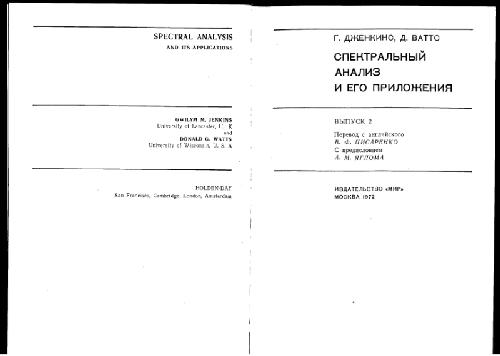 SPECTRAL ANALYSIS
AND ITS APPLICATIONS
GWILYM M. JENKINS
University of Lancaster, U. K
and
DONALD G. WATTS
University of Wisconsin, U. S. A
HOLDEN-DAY
San Francisco, Cambridge, London, Amsterdam
Г. ДЖЕНКИНС, Д. ВАТТС
СПЕКТРАЛЬНЫЙ
АНАЛИЗ
И ЕГО ПРИЛОЖЕНИЯ
ВЫПУСК 2
Перевод с английского
В. Ф. ПИСАРЕНКО
С предисловием
А. М. ЯГЛОМА
ИЗДАТЕЛЬСТВО «МИР»
МОСКВА 1972